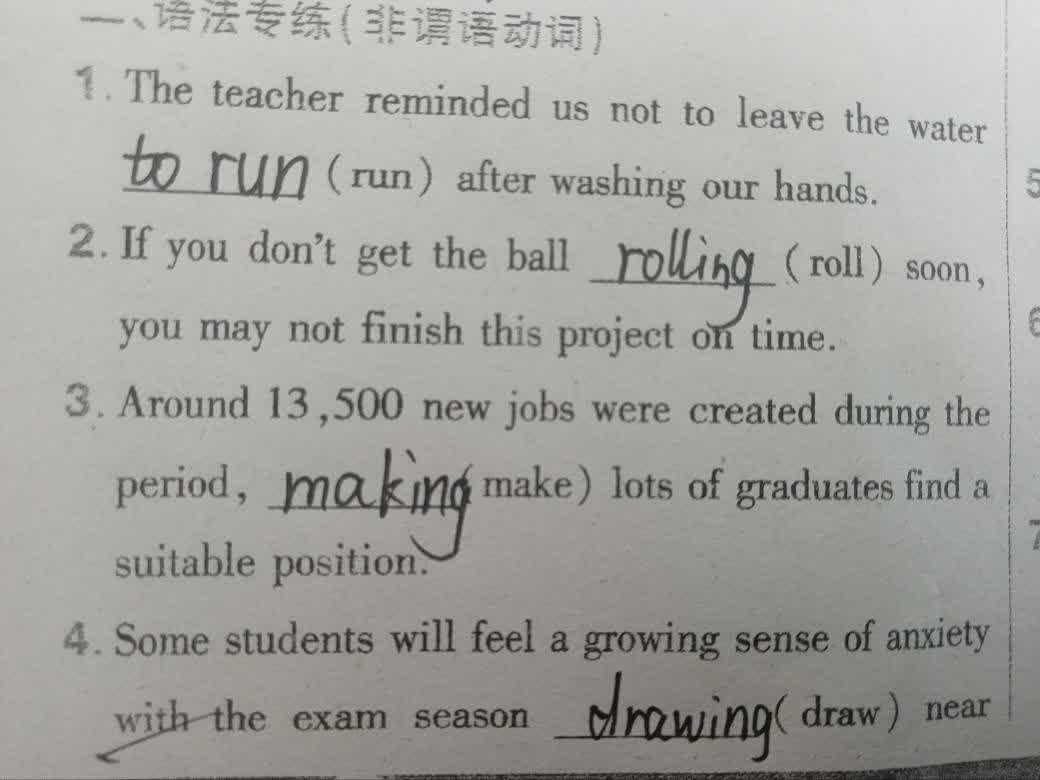 一、语法专练(非谓语动词)
1. The teacher reminded us not to leave the water
to run (run) after washing our hands.
2. If you don't get the ball rolling (roll) soon,
you may not finish this project on time.
3. Around 13,500 new jobs were created during the
period, making (make) lots of graduates find a
suitable position.
4. Some students will feel a growing sense of anxiety
with the exam season drawing (draw) near
5
6
7